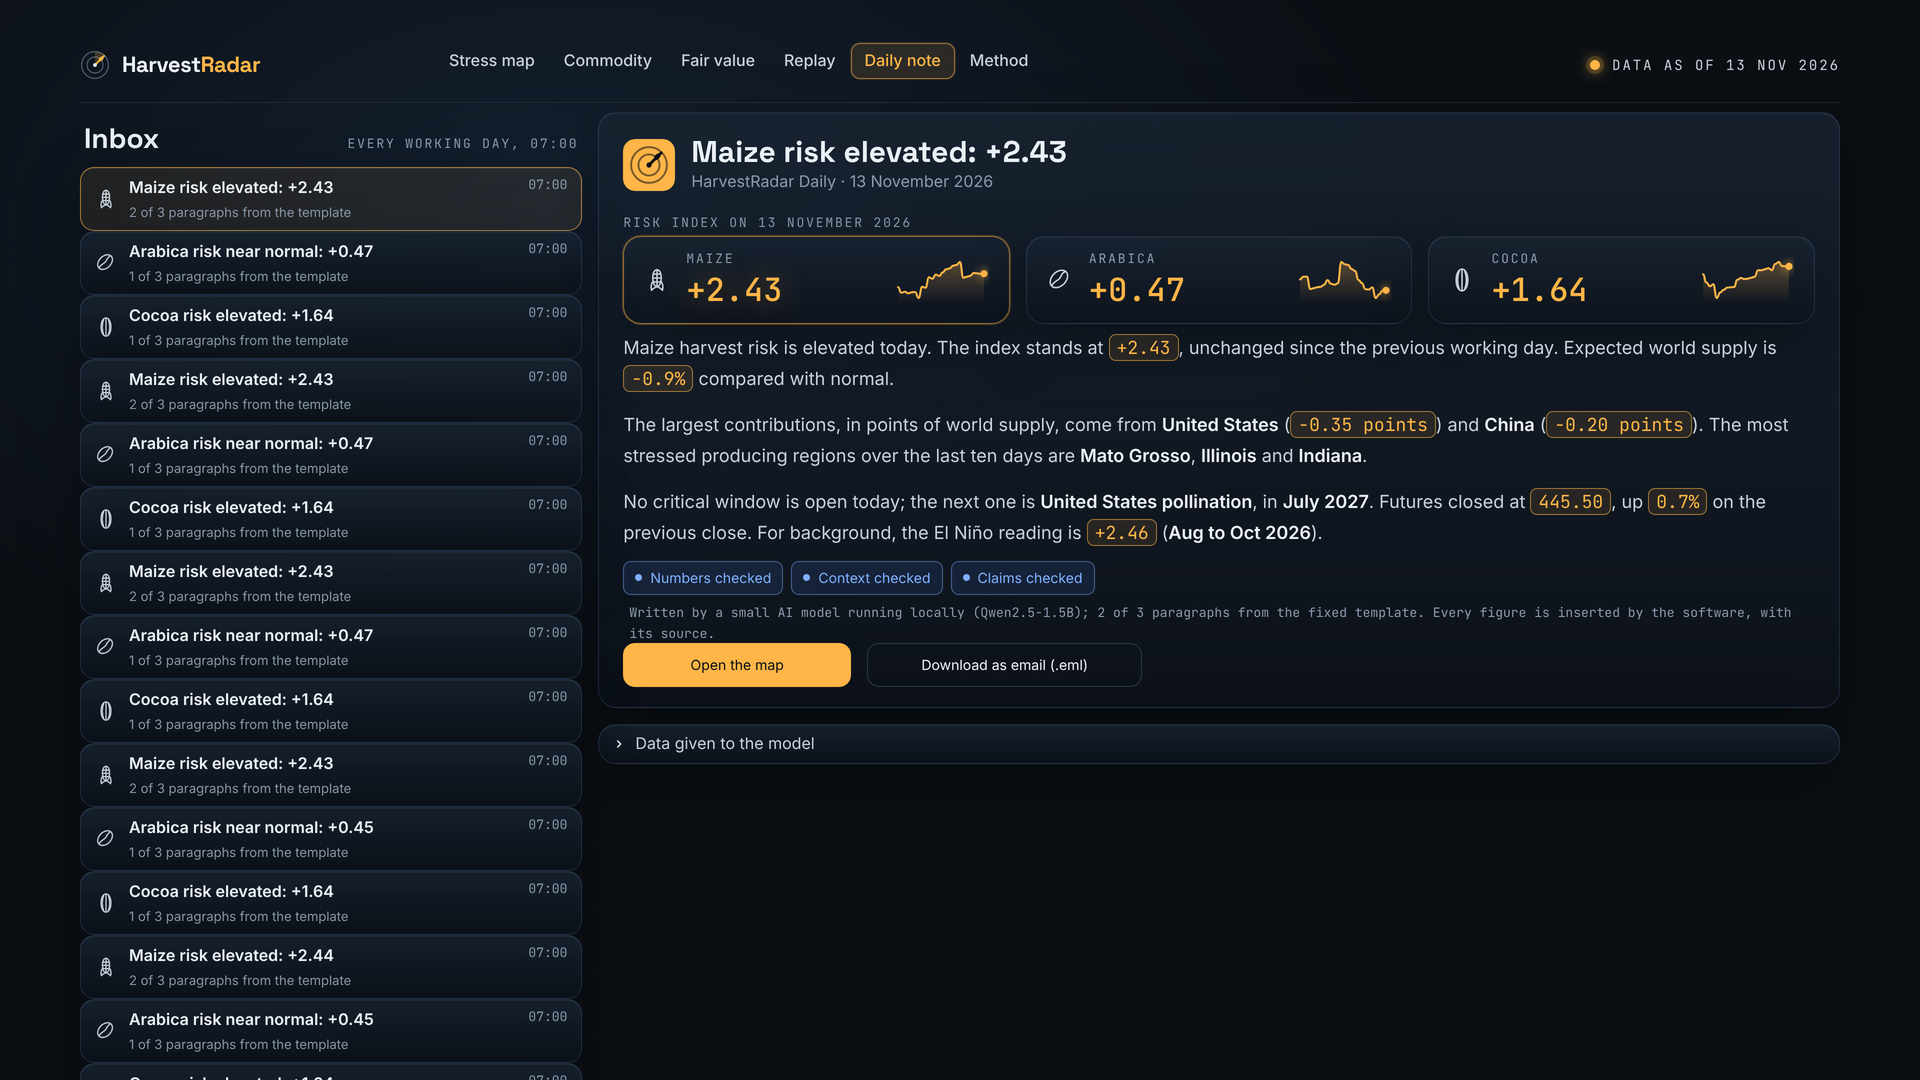 HarvestRadar
Stress map
Commodity
Fair value
Replay
Daily note
Method
DATA AS OF 13 NOV 2026
Inbox
EVERY WORKING DAY, 07:00
Maize risk elevated: +2.43
07:00
2 of 3 paragraphs from the template
Arabica risk near normal: +0.47
07:00
1 of 3 paragraphs from the template
Cocoa risk elevated: +1.64
07:00
1 of 3 paragraphs from the template
Maize risk elevated: +2.43
07:00
2 of 3 paragraphs from the template
Arabica risk near normal: +0.47
07:00
1 of 3 paragraphs from the template
Cocoa risk elevated: +1.64
07:00
1 of 3 paragraphs from the template
Maize risk elevated: +2.43
07:00
2 of 3 paragraphs from the template
Arabica risk near normal: +0.47
07:00
1 of 3 paragraphs from the template
Cocoa risk elevated: +1.64
07:00
1 of 3 paragraphs from the template
Maize risk elevated: +2.43
07:00
2 of 3 paragraphs from the template
Arabica risk near normal: +0.45
07:00
1 of 3 paragraphs from the template
Cocoa risk elevated: +1.64
07:00
1 of 3 paragraphs from the template
Maize risk elevated: +2.44
07:00
2 of 3 paragraphs from the template
Arabica risk near normal: +0.45
07:00
1 of 3 paragraphs from the template
Maize risk elevated: +2.43
HarvestRadar Daily · 13 November 2026
RISK INDEX ON 13 NOVEMBER 2026
MAIZE
+2.43
ARABICA
+0.47
COCOA
+1.64
Maize harvest risk is elevated today. The index stands at +2.43, unchanged since the previous working day. Expected world supply is
-0.9% compared with normal.
The largest contributions, in points of world supply, come from United States (-0.35 points) and China (-0.20 points). The most
stressed producing regions over the last ten days are Mato Grosso, Illinois and Indiana.
No critical window is open today; the next one is United States pollination, in July 2027. Futures closed at 445.50, up 0.7% on the
previous close. For background, the El Niño reading is +2.46 (Aug to Oct 2026).
Numbers checked
Context checked
Claims checked
Written by a small AI model running locally (Qwen2.5-1.5B); 2 of 3 paragraphs from the fixed template. Every figure is inserted by the software, with
its source.
Open the map
Download as email (.eml)
Data given to the model